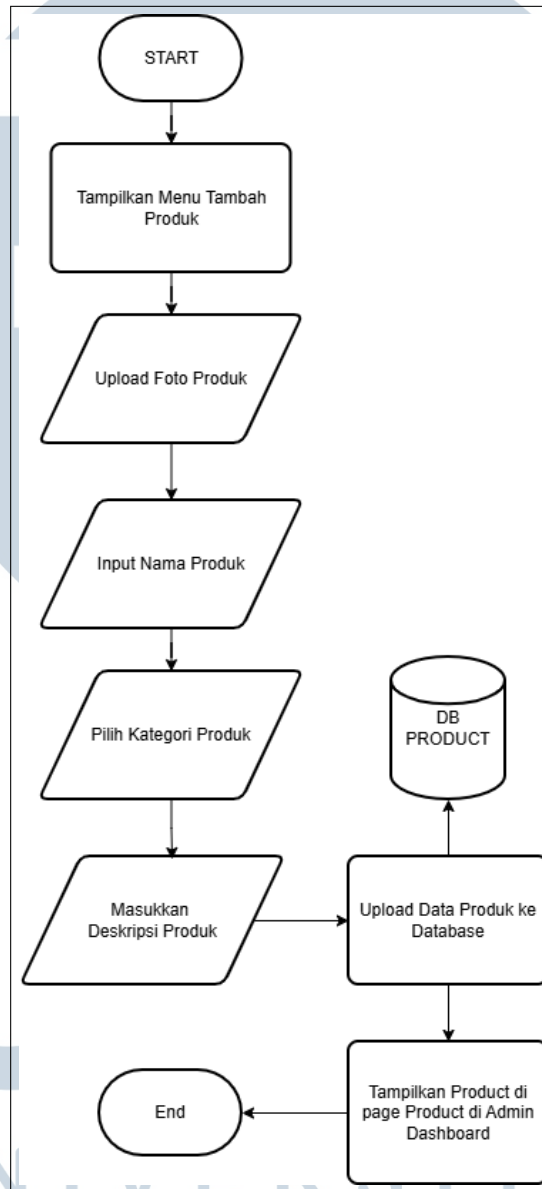 START
Tampilkan Menu Tambah
Produk
Upload Foto Produk
Input Nama Produk
Pilih Kategori Produk
DB
PRODUCT
Masukkan
Deskripsi Produk
Upload Data Produk ke
Database
Tampilkan Product di
page Product di Admin
Dashboard
End